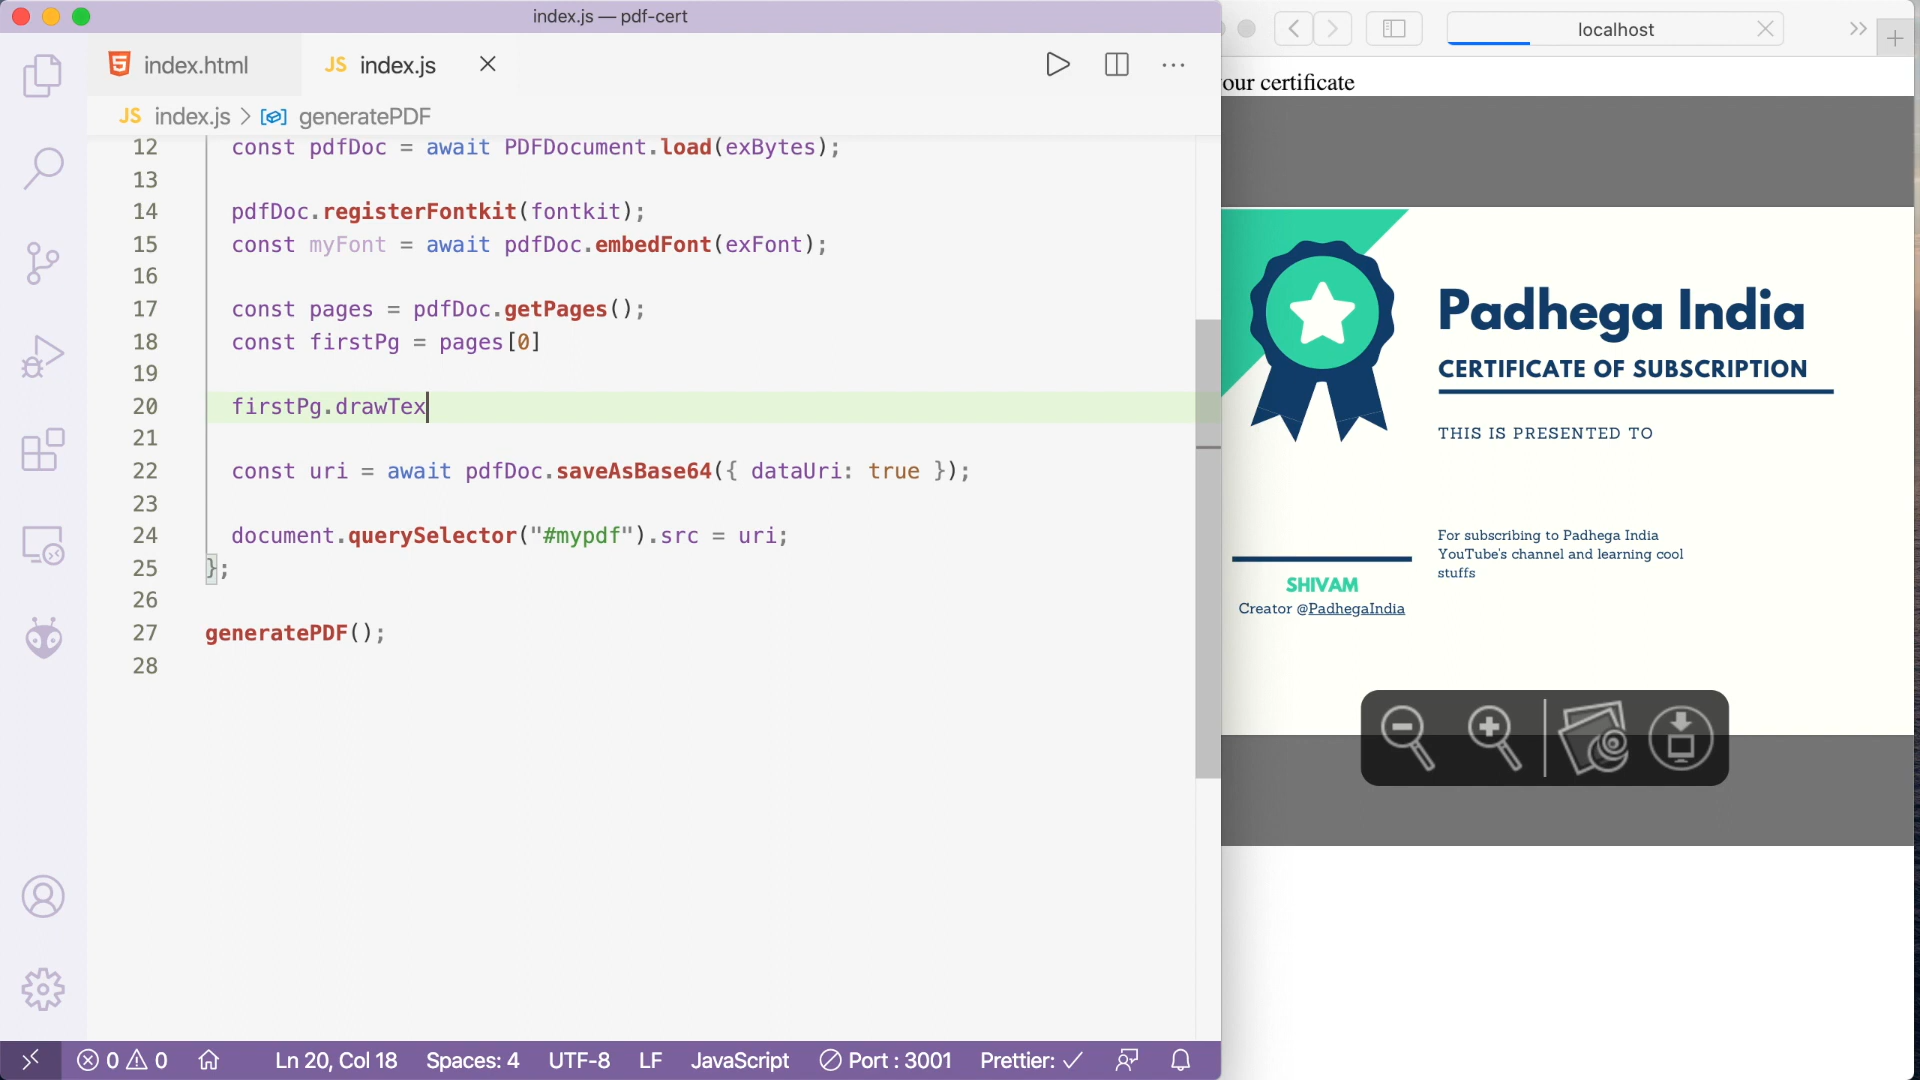 index.js — pdf-cert
index.html
JS index.js
JS index.js > generatePDF
12 const pdfDoc = await PDFDocument.load(exBytes);
13
14 pdfDoc.registerFontkit(fontkit);
15 const myFont = await pdfDoc.embedFont(exFont);
16
17 const pages = pdfDoc.getPages();
18 const firstPg = pages[0]
19
20 firstPg.drawTex
21
22 const uri = await pdfDoc.saveAsBase64({ dataUri: true });
23
24 document.querySelector("#mypdf").src = uri;
25 };
26
27 generatePDF();
28
0 0 Ln 20, Col 18 Spaces: 4 UTF-8 LF JavaScript Port : 3001 Prettier: ✓
localhost
our certificate
Padhega India
CERTIFICATE OF SUBSCRIPTION
THIS IS PRESENTED TO
For subscribing to Padhega India
YouTube's channel and learning cool
stuffs
SHIVAM
Creator @PadhegaIndia